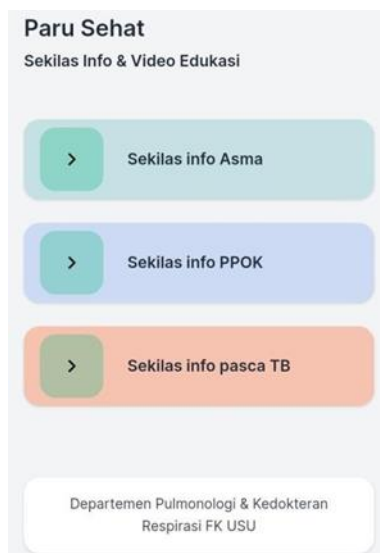 Paru Sehat
Sekilas Info & Video Edukasi
Sekilas info Asma
Sekilas info PPOK
Sekilas info pasca TB
Departemen Pulmonologi & Kedokteran
Respirasi FK USU